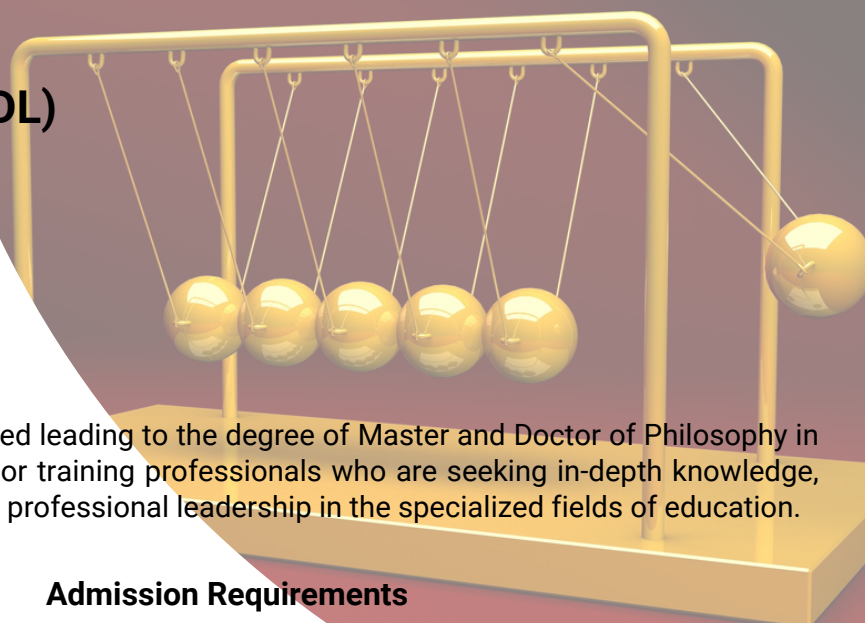 OL)
ed leading to the degree of Master and Doctor of Philosophy in
or training professionals who are seeking in-depth knowledge,
professional leadership in the specialized fields of education.
Admission Requirements